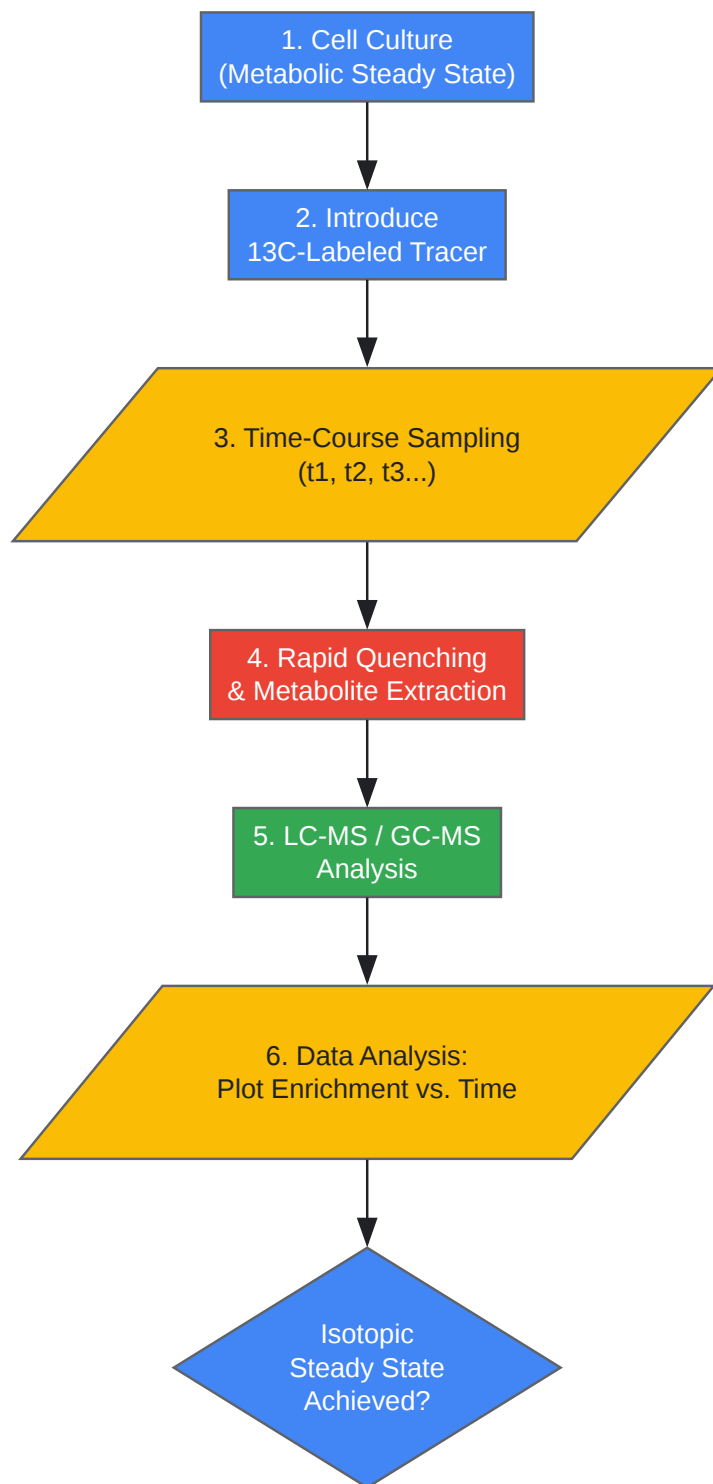 1. Cell Culture
(Metabolic Steady State)
2. Introduce
13C-Labeled Tracer
3. Time-Course Sampling
(t1, t2, t3...)
4. Rapid Quenching
& Metabolite Extraction
5. LC-MS / GC-MS
Analysis
6. Data Analysis:
Plot Enrichment vs. Time
Isotopic
Steady State
Achieved?